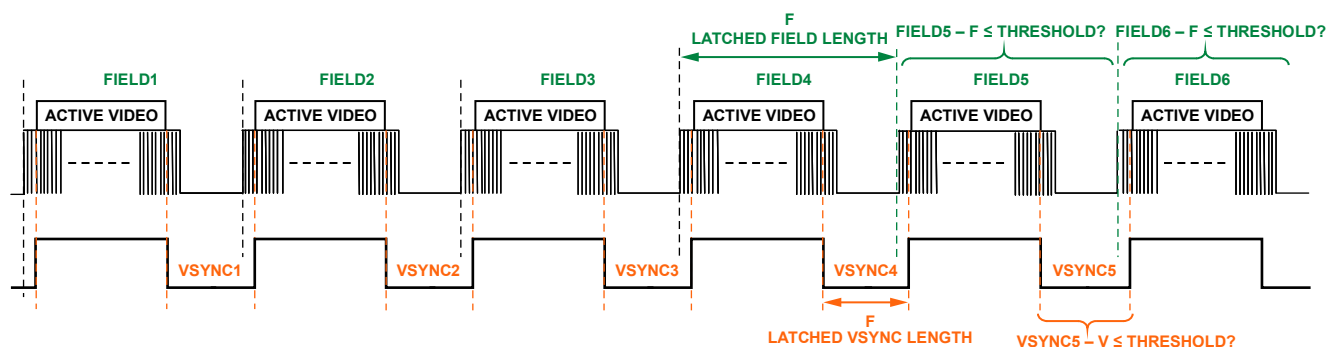 F
LATCHED FIELD LENGTH
FIELD5 – F ≤ THRESHOLD?
FIELD6 – F ≤ THRESHOLD?
FIELD1
FIELD2
FIELD3
FIELD4
FIELD5
FIELD6
ACTIVE VIDEO
ACTIVE VIDEO
ACTIVE VIDEO
ACTIVE VIDEO
ACTIVE VIDEO
ACTIVE VIDEO
VSYNC1
VSYNC2
VSYNC3
VSYNC4
VSYNC5
F
LATCHED VSYNC LENGTH
VSYNC5 – V ≤ THRESHOLD?